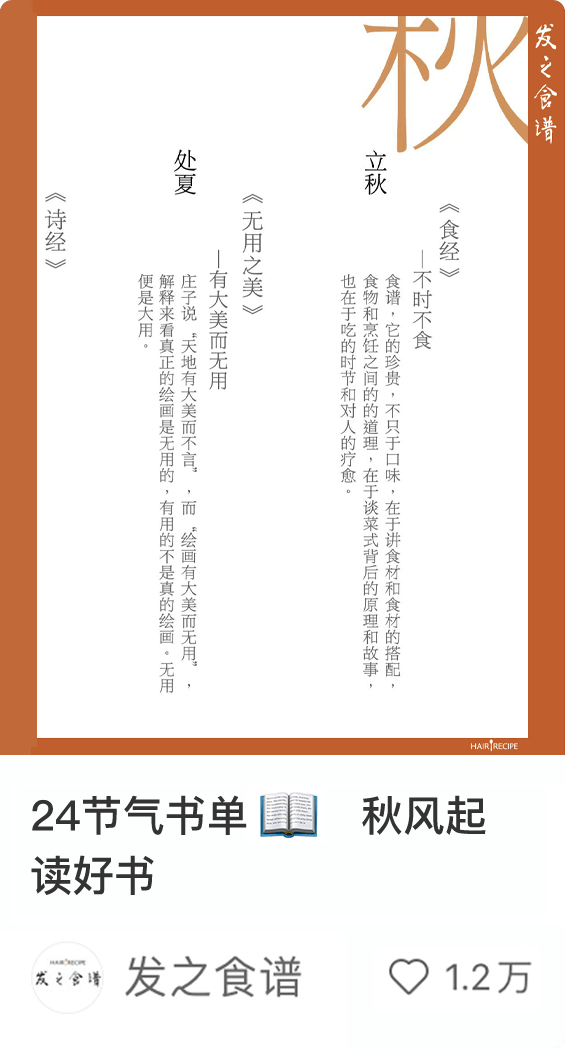 秋
发之食谱
立秋
《食经》
—不时不食
食谱，它的珍贵，不只于口味，在于讲食材和食材的搭配，
食物和烹饪之间的的道理，在于谈菜式背后的原理和故事，
也在于吃的时节和对人的疗愈。
处夏
《无用之美》
—有大美而无用
庄子说“天地有大美而不言”，而“绘画有大美而无用”，
解释来看真正的绘画是无用的，有用的不是真的绘画。无用
便是大用。
《诗经》
HAIR RECIPE
24节气书单📖 秋风起
读好书
HAIR RECIPE
发之食谱
发之食谱
1.2万